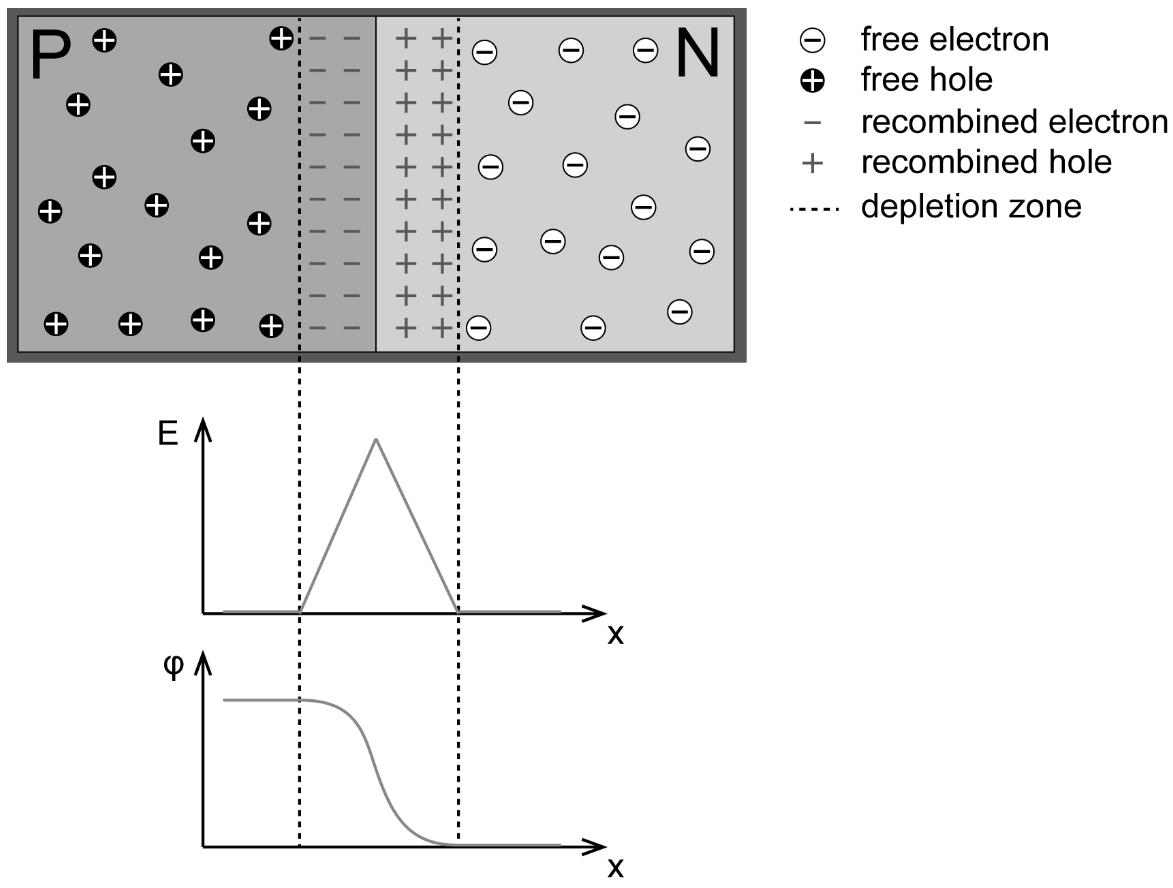 P
N
free electron
free hole
recombined electron
recombined hole
depletion zone
E
x
φ
x